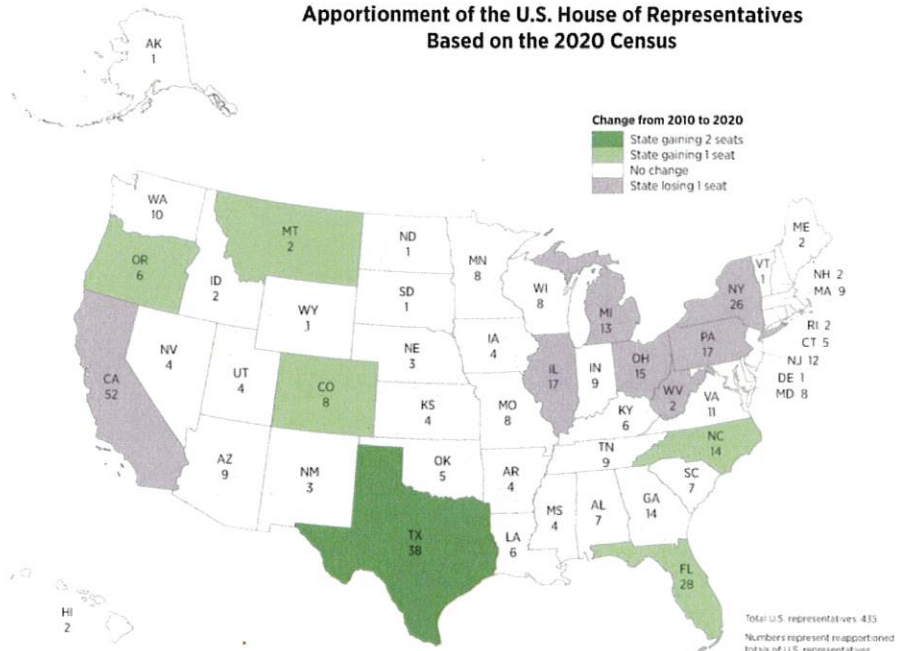 Apportionment of the U.S. House of Representatives
Based on the 2020 Census
AK
1
Change from 2010 to 2020
State gaining 2 seats
State gaining 1 seat
No change
State losing 1 seat
WA
10
MT
2
ND
1
MN
8
ME
2
VT
1
NH 2
MA 9
OR
6
ID
2
SD
1
WI
8
NY
26
WY
1
MI
13
RI 2
CT 5
NJ 12
DE 1
MD 8
PA
17
NV
4
NE
3
IA
4
IL
17
IN
9
OH
15
CA
52
UT
4
CO
8
WV
2
VA
11
KS
4
MO
8
KY
6
NC
14
TN
9
AZ
9
NM
3
OK
5
AR
4
SC
7
MS
4
AL
7
GA
14
TX
38
LA
6
FL
28
HI
2
Total U.S. representatives 435
Numbers represent reapportioned
totals of U.S. representatives